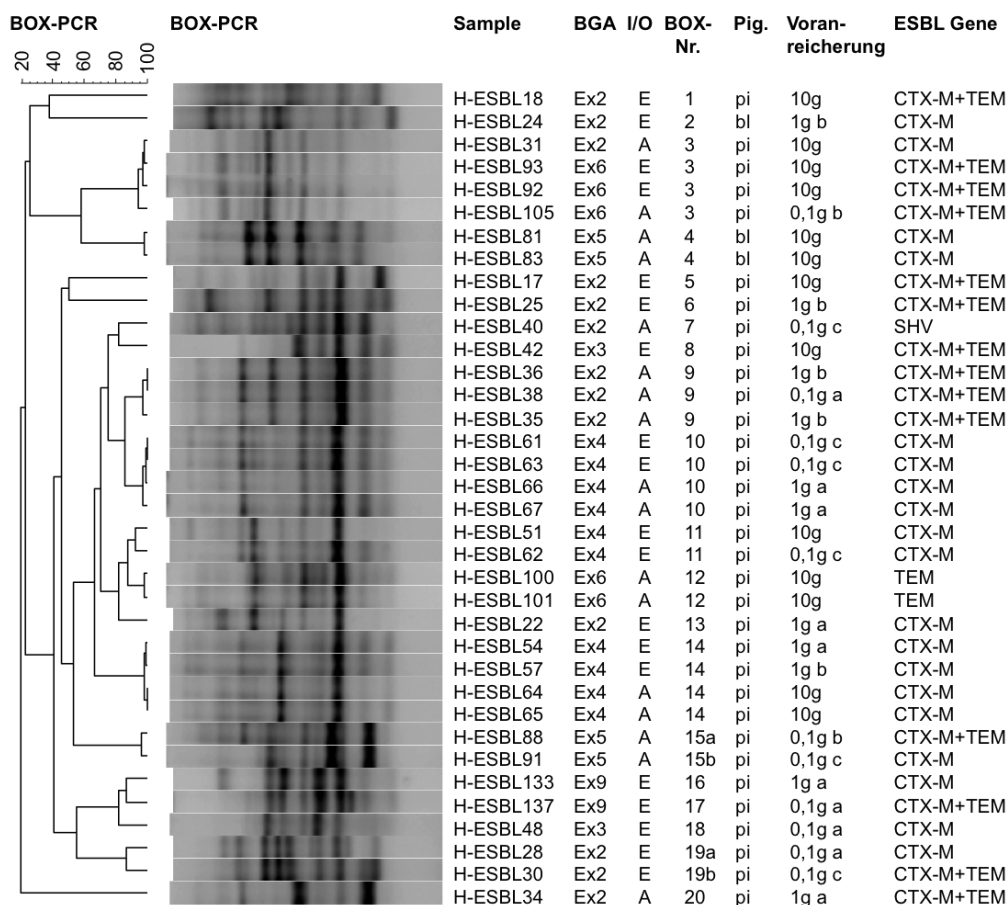 BOX-PCR BOX-PCR Sample BGA I/O BOX-Nr. Pig. Voran-reicherung ESBL Gene
20 40 60 80 100
H-ESBL18 Ex2 E 1 pi 10g CTX-M+TEM
H-ESBL24 Ex2 E 2 bl 1g b CTX-M
H-ESBL31 Ex2 A 3 pi 10g CTX-M
H-ESBL93 Ex6 E 3 pi 10g CTX-M+TEM
H-ESBL92 Ex6 E 3 pi 10g CTX-M+TEM
H-ESBL105 Ex6 A 3 pi 0,1g b CTX-M+TEM
H-ESBL81 Ex5 A 4 bl 10g CTX-M
H-ESBL83 Ex5 A 4 bl 10g CTX-M
H-ESBL17 Ex2 E 5 pi 10g CTX-M+TEM
H-ESBL25 Ex2 E 6 pi 1g b CTX-M+TEM
H-ESBL40 Ex2 A 7 pi 0,1g c SHV
H-ESBL42 Ex3 E 8 pi 10g CTX-M+TEM
H-ESBL36 Ex2 A 9 pi 1g b CTX-M+TEM
H-ESBL38 Ex2 A 9 pi 0,1g a CTX-M+TEM
H-ESBL35 Ex2 A 9 pi 1g b CTX-M+TEM
H-ESBL61 Ex4 E 10 pi 0,1g c CTX-M
H-ESBL63 Ex4 E 10 pi 0,1g c CTX-M
H-ESBL66 Ex4 A 10 pi 1g a CTX-M
H-ESBL67 Ex4 A 10 pi 1g a CTX-M
H-ESBL51 Ex4 E 11 pi 10g CTX-M
H-ESBL62 Ex4 E 11 pi 0,1g c CTX-M
H-ESBL100 Ex6 A 12 pi 10g TEM
H-ESBL101 Ex6 A 12 pi 10g TEM
H-ESBL22 Ex2 E 13 pi 1g a CTX-M
H-ESBL54 Ex4 E 14 pi 1g a CTX-M
H-ESBL57 Ex4 E 14 pi 1g b CTX-M
H-ESBL64 Ex4 A 14 pi 10g CTX-M
H-ESBL65 Ex4 A 14 pi 10g CTX-M
H-ESBL88 Ex5 A 15a pi 0,1g b CTX-M+TEM
H-ESBL91 Ex5 A 15b pi 0,1g c CTX-M
H-ESBL133 Ex9 E 16 pi 1g a CTX-M
H-ESBL137 Ex9 E 17 pi 0,1g a CTX-M+TEM
H-ESBL48 Ex3 E 18 pi 0,1g a CTX-M
H-ESBL28 Ex2 E 19a pi 0,1g a CTX-M
H-ESBL30 Ex2 E 19b pi 0,1g c CTX-M+TEM
H-ESBL34 Ex2 A 20 pi 1g a CTX-M+TEM